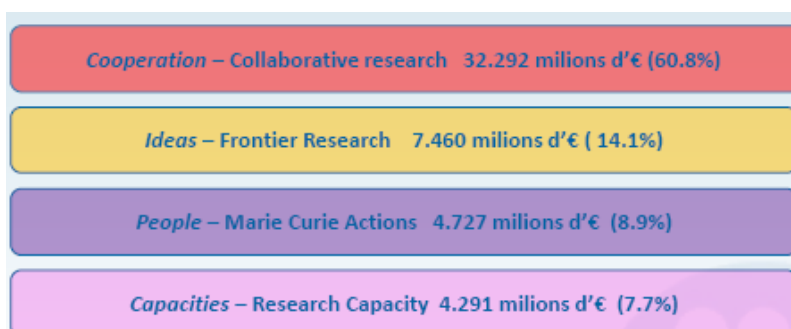 Cooperation – Collaborative research 32.292 milions d'€ (60.8%)
Ideas – Frontier Research 7.460 milions d'€ ( 14.1%)
People – Marie Curie Actions 4.727 milions d'€ (8.9%)
Capacities – Research Capacity 4.291 milions d'€ (7.7%)